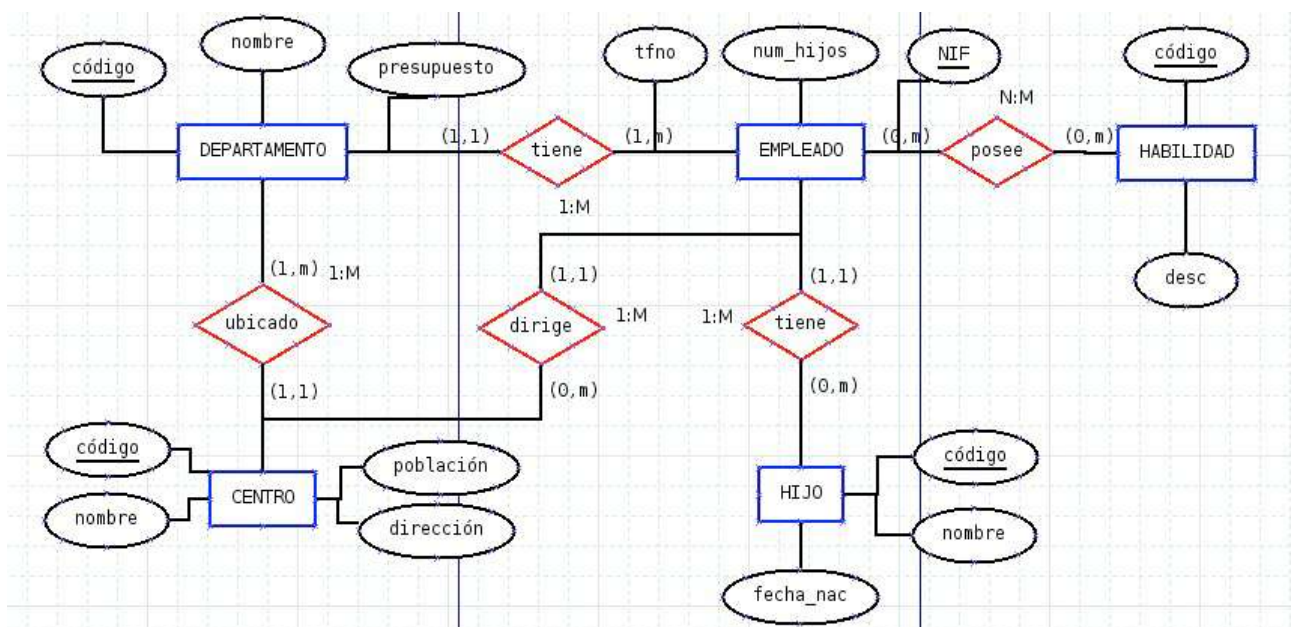 nombre
código
presupuesto
tfno
num_hijos
NIF
código
N:M
DEPARTAMENTO
(1,1)
tiene
(1,m)
EMPLEADO
(0,m)
posee
(0,m)
HABILIDAD
1:M
(1,m)
1:M
(1,1)
(1,1)
desc
ubicado
dirige
1:M
1:M
tiene
(1,1)
(0,m)
(0,m)
código
población
código
CENTRO
HIJO
nombre
dirección
nombre
fecha_nac